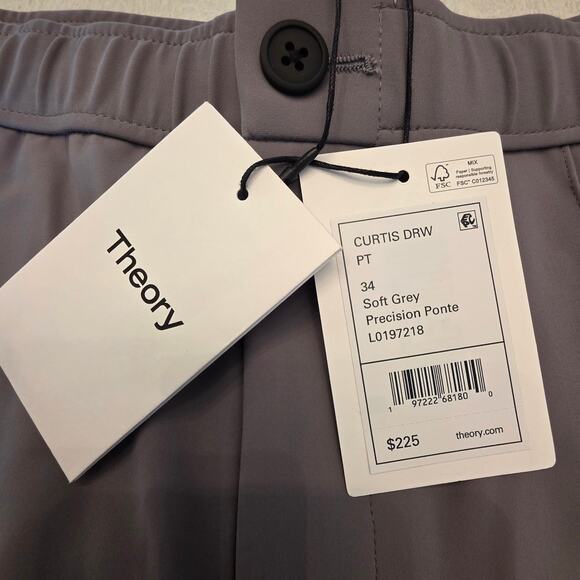 Theory
MIX
Paper | Supporting
responsible forestry
FSC
FSC® C012345
CURTIS DRW
PT
34
Soft Grey
Precision Ponte
L0197218
1 97222 68180 0
$225
theory.com